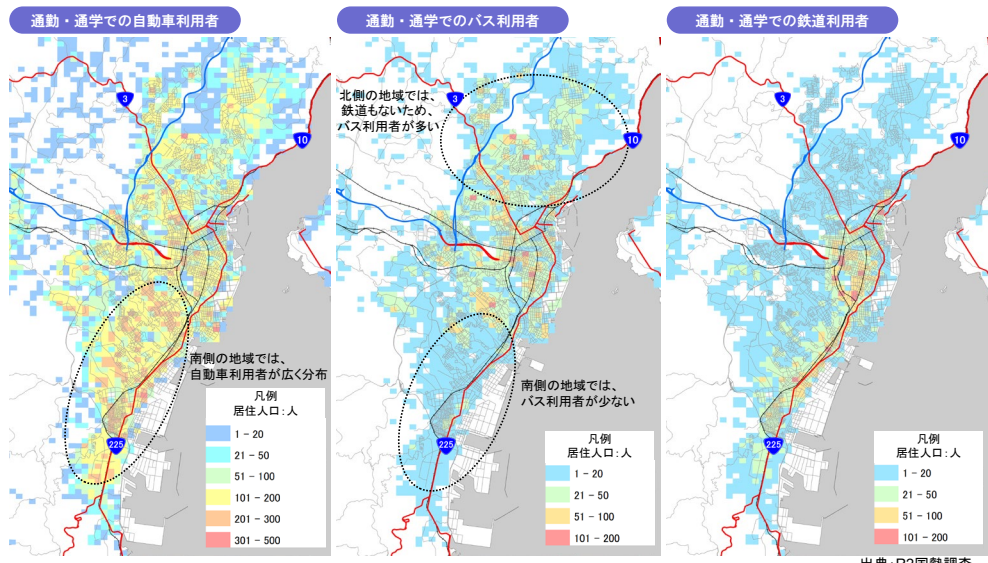 通勤・通学での自動車利用者
通勤・通学でのバス利用者
通勤・通学での鉄道利用者
3
10
225
南側の地域では、
自動車利用者が広く分布
凡例
居住人口：人
1 － 20
21 － 50
51 － 100
101 － 200
201 － 300
301 － 500
北側の地域では、
鉄道もないため、
バス利用者が多い
3
10
225
南側の地域では、
バス利用者が少ない
凡例
居住人口：人
1 － 20
21 － 50
51 － 100
101 － 200
3
10
225
凡例
居住人口：人
1 － 20
21 － 50
51 － 100
101 － 200
出典：R2国勢調査